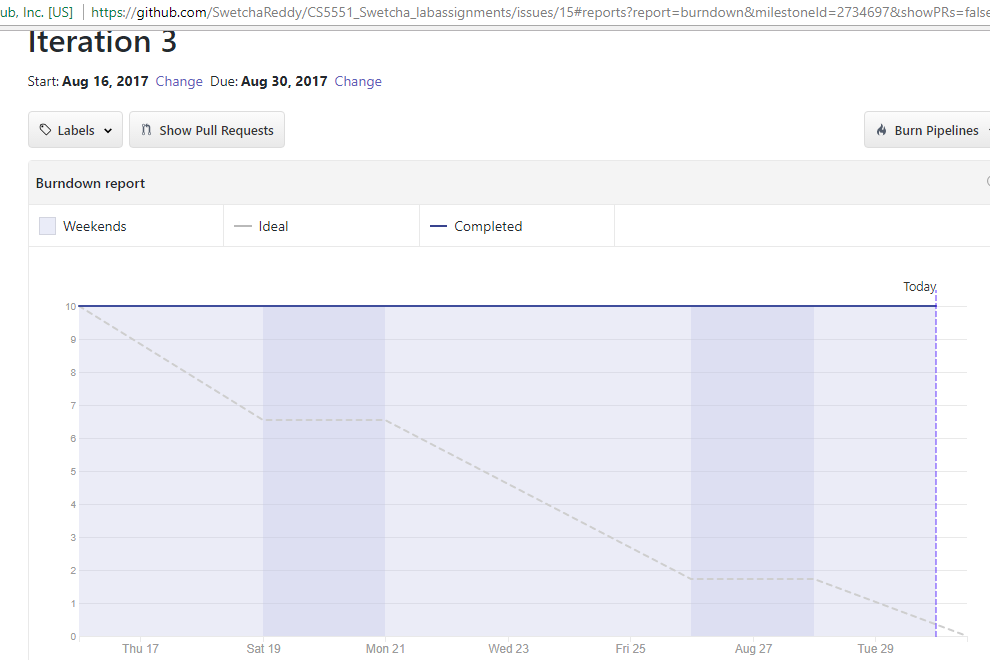 ub, Inc. [US] https://github.com/SwetchaReddy/CS5551_Swetcha_labassignments/issues/15#reports?report=burndown&milestoneId=2734697&showPRs=false
Iteration 3
Start: Aug 16, 2017 Change Due: Aug 30, 2017 Change
Labels Show Pull Requests Burn Pipelines
Burndown report
Weekends Ideal Completed
Today
10
9
8
7
6
5
4
3
2
1
0
Thu 17 Sat 19 Mon 21 Wed 23 Fri 25 Aug 27 Tue 29